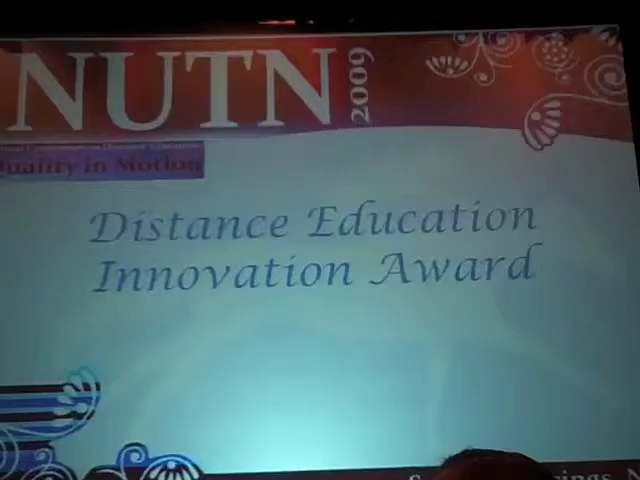 NUTN 2009
Quality in Motion
Distance Education
Innovation Award